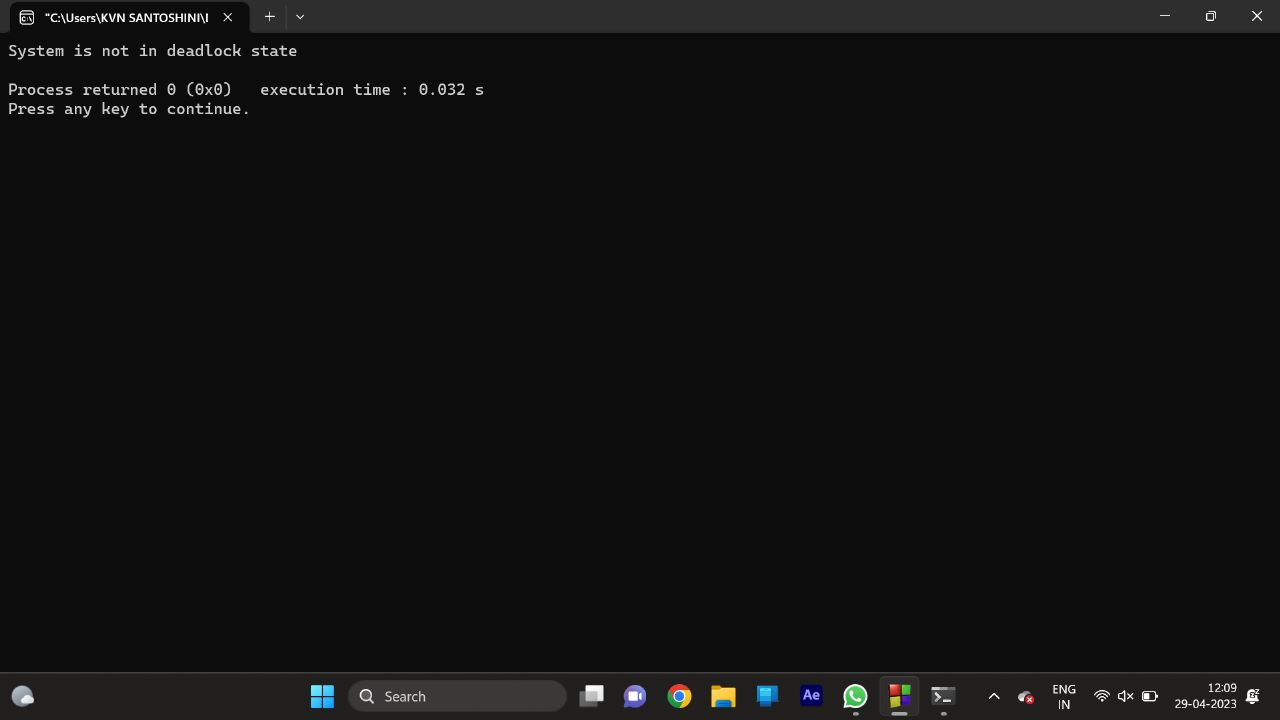 "C:\Users\KVN SANTOSHINI\I
System is not in deadlock state
Process returned 0 (0x0)   execution time : 0.032 s
Press any key to continue.
Search
Ae
ENG
IN
12:09
29-04-2023